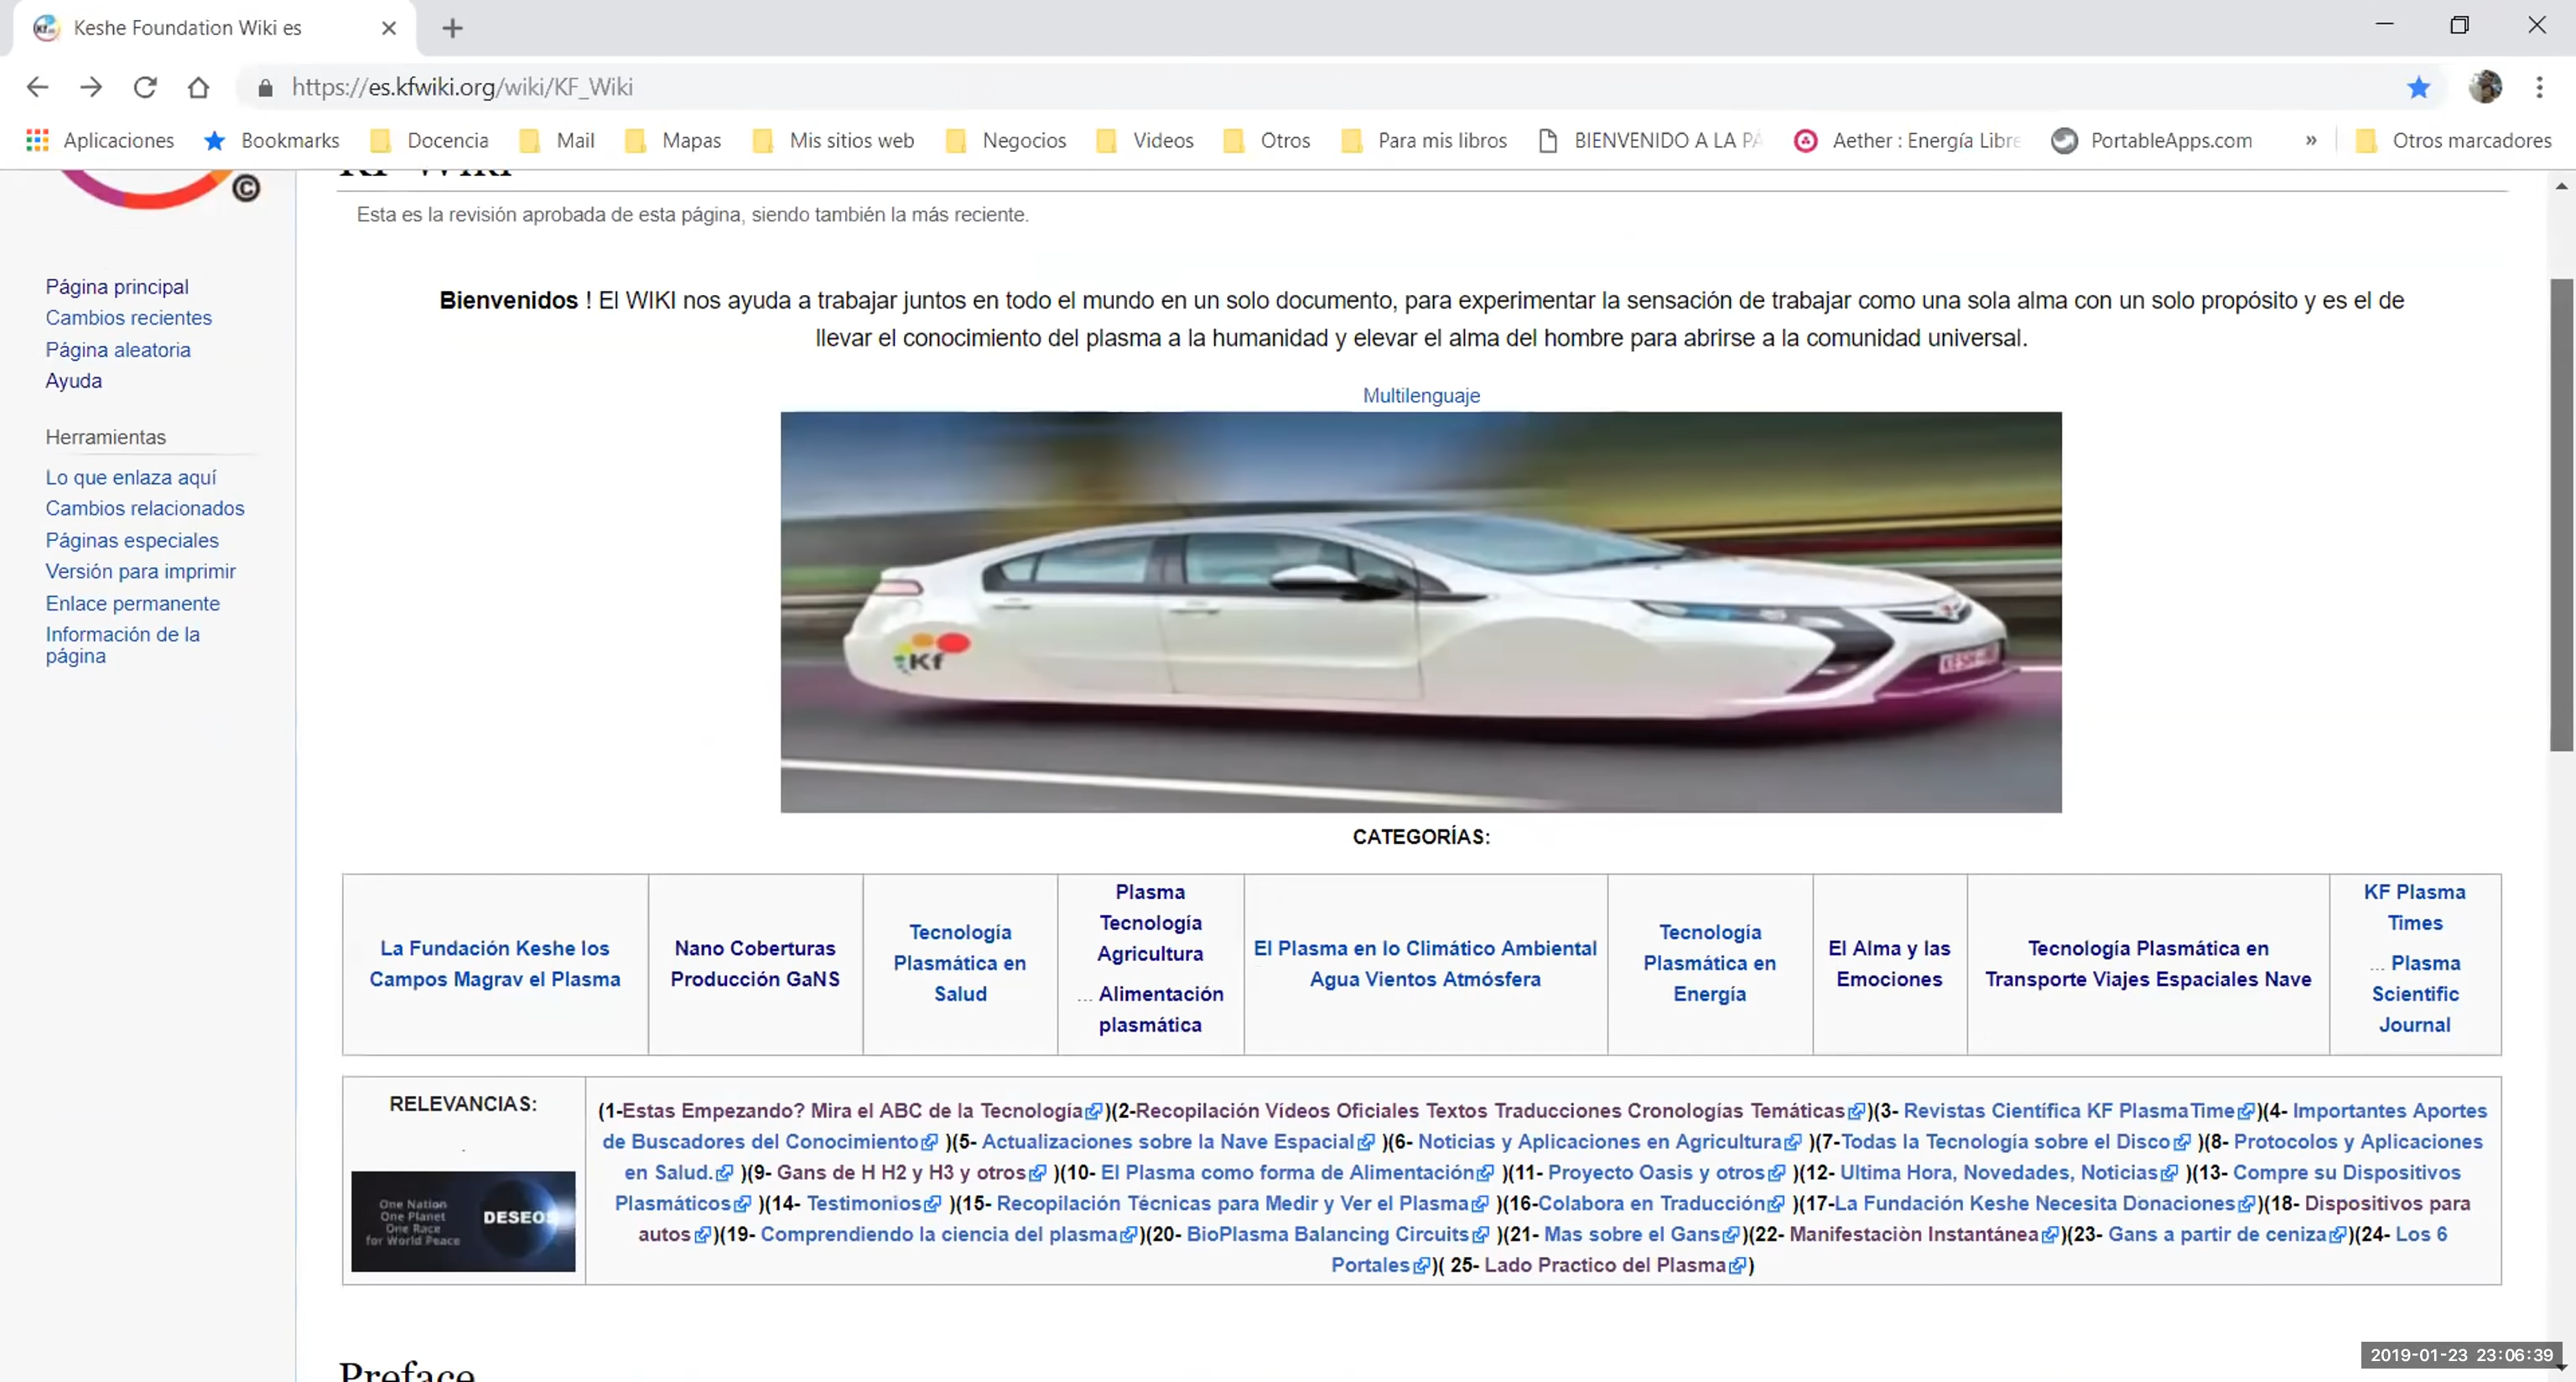 Keshe Foundation Wiki es
https://es.kfwiki.org/wiki/KF_Wiki
Aplicaciones Bookmarks Docencia Mail Mapas Mis sitios web Negocios Videos Otros Para mis libros BIENVENIDO A LA PÁ Aether : Energía Libre PortableApps.com » Otros marcadores
©
KF Wiki
Esta es la revisión aprobada de esta página, siendo también la más reciente.
Página principal
Cambios recientes
Página aleatoria
Ayuda
Herramientas
Lo que enlaza aquí
Cambios relacionados
Páginas especiales
Versión para imprimir
Enlace permanente
Información de la
página
Bienvenidos ! El WIKI nos ayuda a trabajar juntos en todo el mundo en un solo documento, para experimentar la sensación de trabajar como una sola alma con un solo propósito y es el de
llevar el conocimiento del plasma a la humanidad y elevar el alma del hombre para abrirse a la comunidad universal.
Multilenguaje
Kf
CATEGORÍAS:
La Fundación Keshe los
Campos Magrav el Plasma
Nano Coberturas
Producción GaNS
Tecnología
Plasmática en
Salud
Plasma
Tecnología
Agricultura
... Alimentación
plasmática
El Plasma en lo Climático Ambiental
Agua Vientos Atmósfera
Tecnología
Plasmática en
Energía
El Alma y las
Emociones
Tecnología Plasmática en
Transporte Viajes Espaciales Nave
KF Plasma
Times
... Plasma
Scientific
Journal
RELEVANCIAS:
.
One Nation
One Planet
One Race
for World Peace
DESEOS
(1-Estas Empezando? Mira el ABC de la Tecnología)(2-Recopilación Vídeos Oficiales Textos Traducciones Cronologías Temáticas)(3- Revistas Científica KF PlasmaTime)(4- Importantes Aportes
de Buscadores del Conocimiento )(5- Actualizaciones sobre la Nave Espacial )(6- Noticias y Aplicaciones en Agricultura )(7-Todas la Tecnología sobre el Disco )(8- Protocolos y Aplicaciones
en Salud. )(9- Gans de H H2 y H3 y otros )(10- El Plasma como forma de Alimentación )(11- Proyecto Oasis y otros )(12- Ultima Hora, Novedades, Noticias )(13- Compre su Dispositivos
Plasmáticos )(14- Testimonios )(15- Recopilación Técnicas para Medir y Ver el Plasma )(16-Colabora en Traducción )(17-La Fundación Keshe Necesita Donaciones)(18- Dispositivos para
autos)(19- Comprendiendo la ciencia del plasma)(20- BioPlasma Balancing Circuits )(21- Mas sobre el Gans)(22- Manifestaciòn Instantánea)(23- Gans a partir de ceniza)(24- Los 6
Portales)( 25- Lado Practico del Plasma)
Preface
2019-01-23 23:06:39